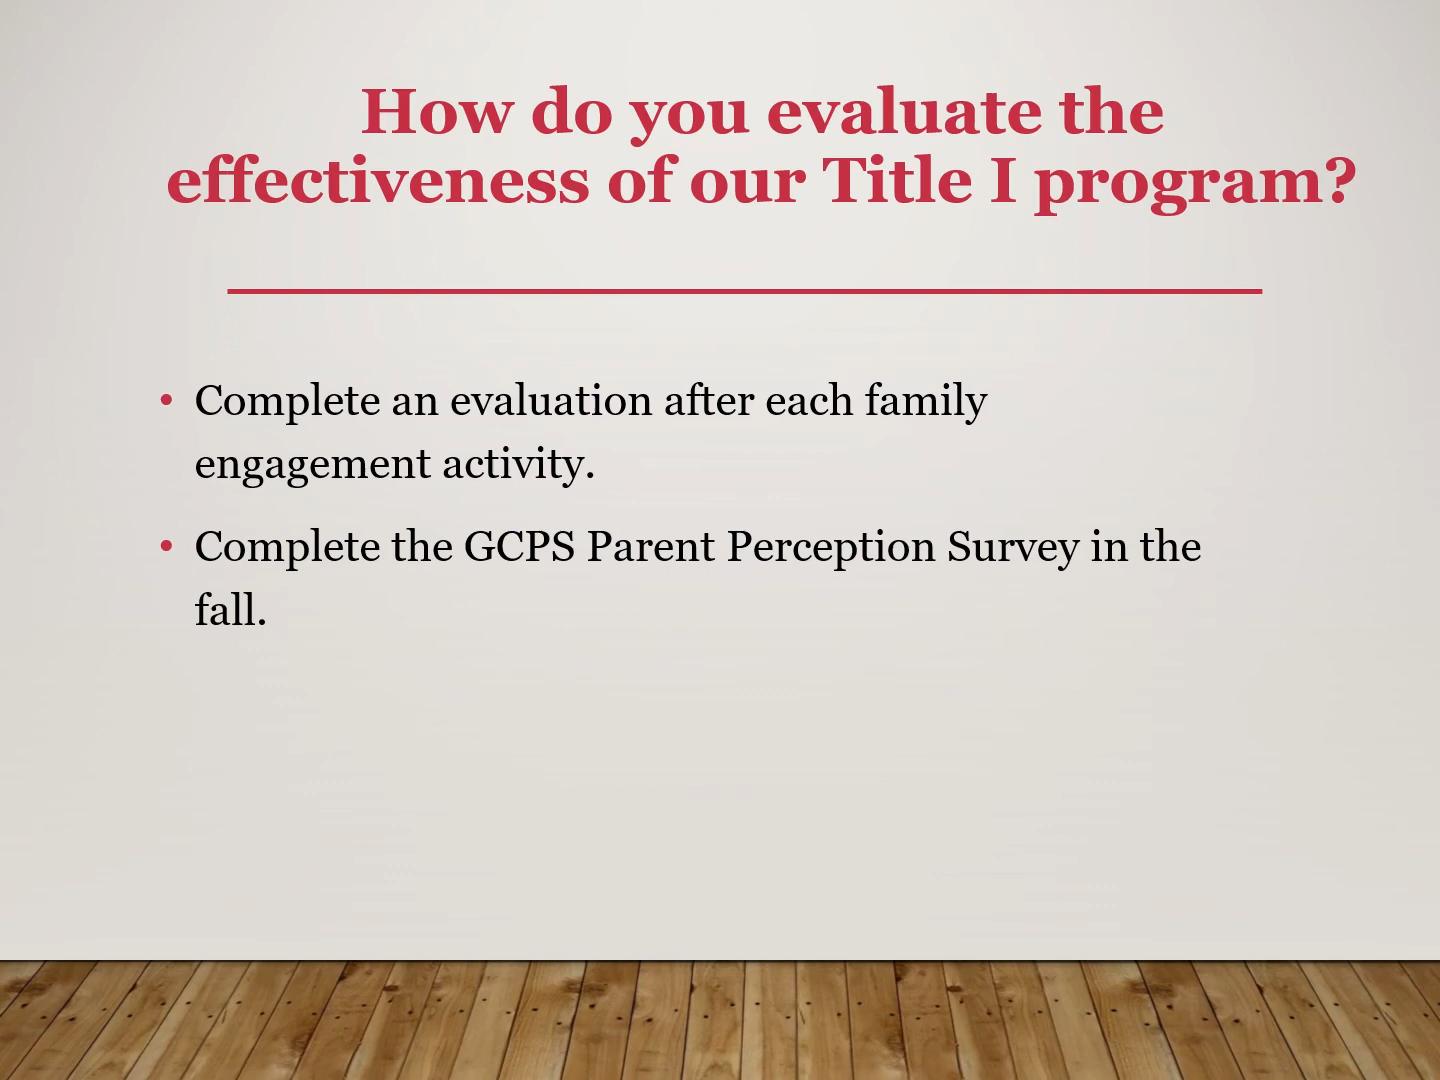 How do you evaluate the
effectiveness of our Title I program?
• Complete an evaluation after each family
engagement activity.
• Complete the GCPS Parent Perception Survey in the
fall.